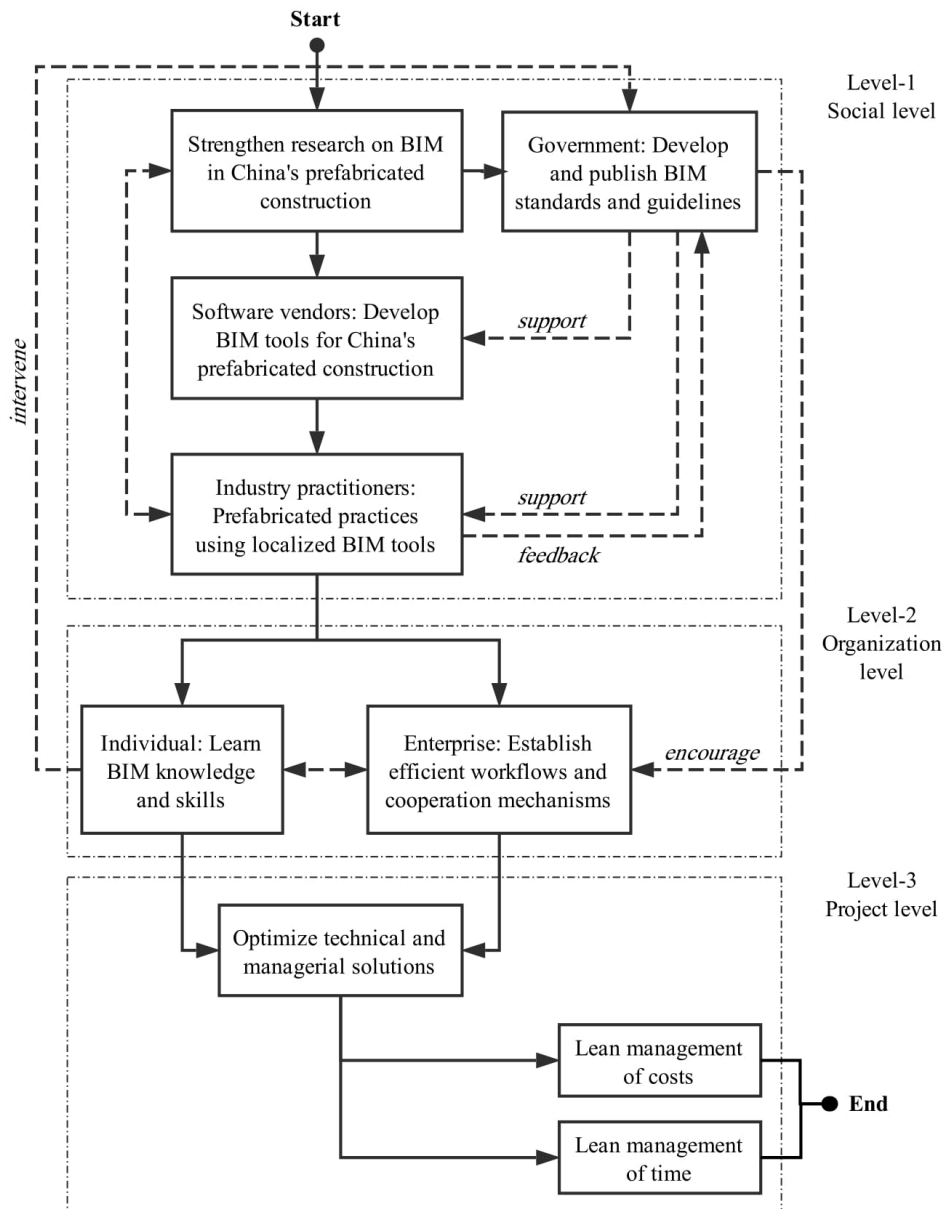 Start
Level-1
Social level
Strengthen research on BIM
in China's prefabricated
construction
Government: Develop
and publish BIM
standards and guidelines
Software vendors: Develop
BIM tools for China's
prefabricated construction
support
intervene
Industry practitioners:
Prefabricated practices
using localized BIM tools
support
feedback
Level-2
Organization
level
Individual: Learn
BIM knowledge
and skills
Enterprise: Establish
efficient workflows and
cooperation mechanisms
encourage
Level-3
Project level
Optimize technical and
managerial solutions
Lean management
of costs
End
Lean management
of time